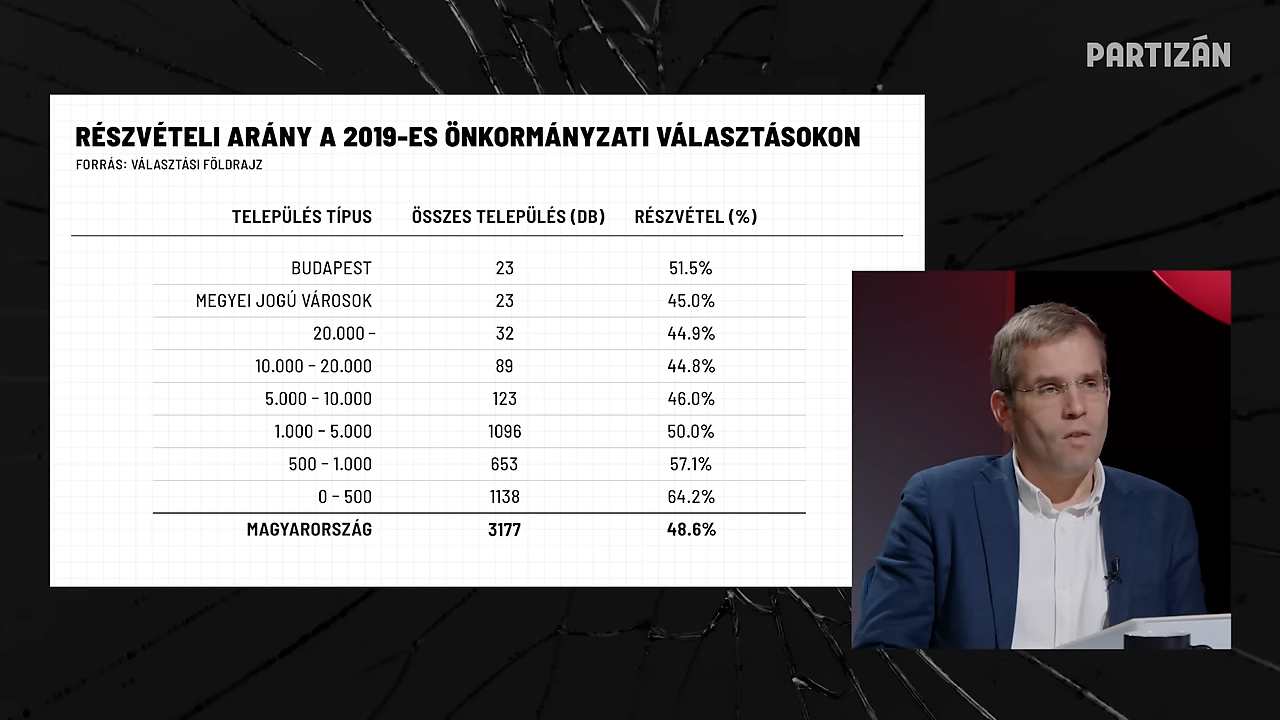 PARTIZÁN
RÉSZVÉTELI ARÁNY A 2019-ES ÖNKORMÁNYZATI VÁLASZTÁSOKON
FORRÁS: VÁLASZTÁSI FÖLDRAJZ
TELEPÜLÉS TÍPUS ÖSSZES TELEPÜLÉS (DB) RÉSZVÉTEL (%)
BUDAPEST 23 51.5%
MEGYEI JOGÚ VÁROSOK 23 45.0%
20.000 – 32 44.9%
10.000 – 20.000 89 44.8%
5.000 – 10.000 123 46.0%
1.000 – 5.000 1096 50.0%
500 – 1.000 653 57.1%
0 – 500 1138 64.2%
MAGYARORSZÁG 3177 48.6%